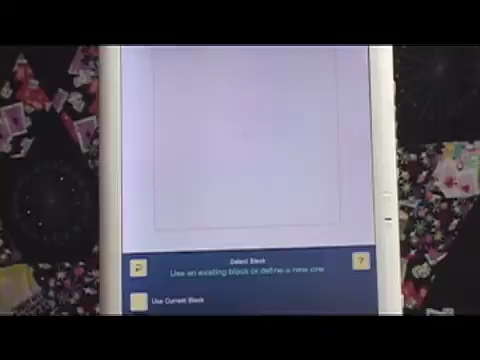 Select Block
?
Use an existing block or define a new one
Use Current Block